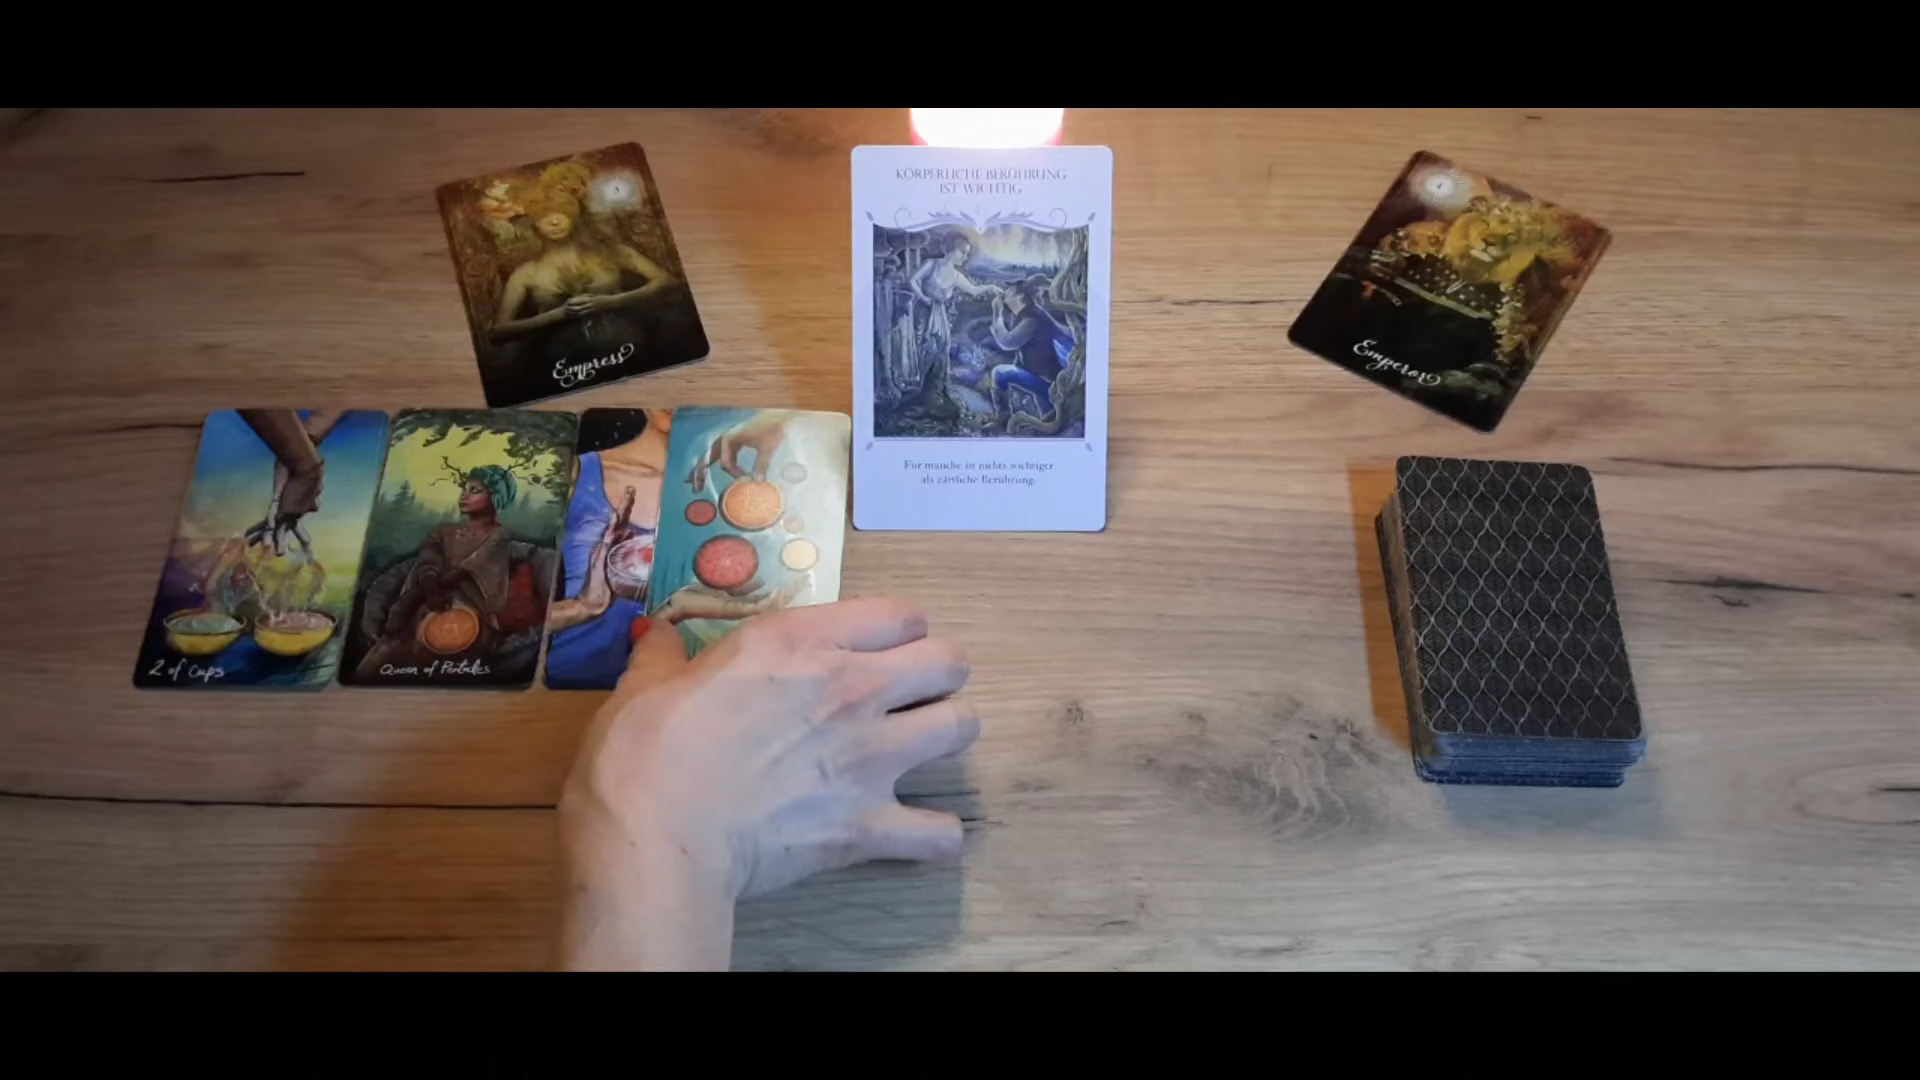 KÖRPERLICHE BERÜHRUNG
IST WICHTIG
Für manche ist nichts wichtiger
als zärtliche Berührung.
Empress
Emperor
2 of Cups
Queen of Pentacles